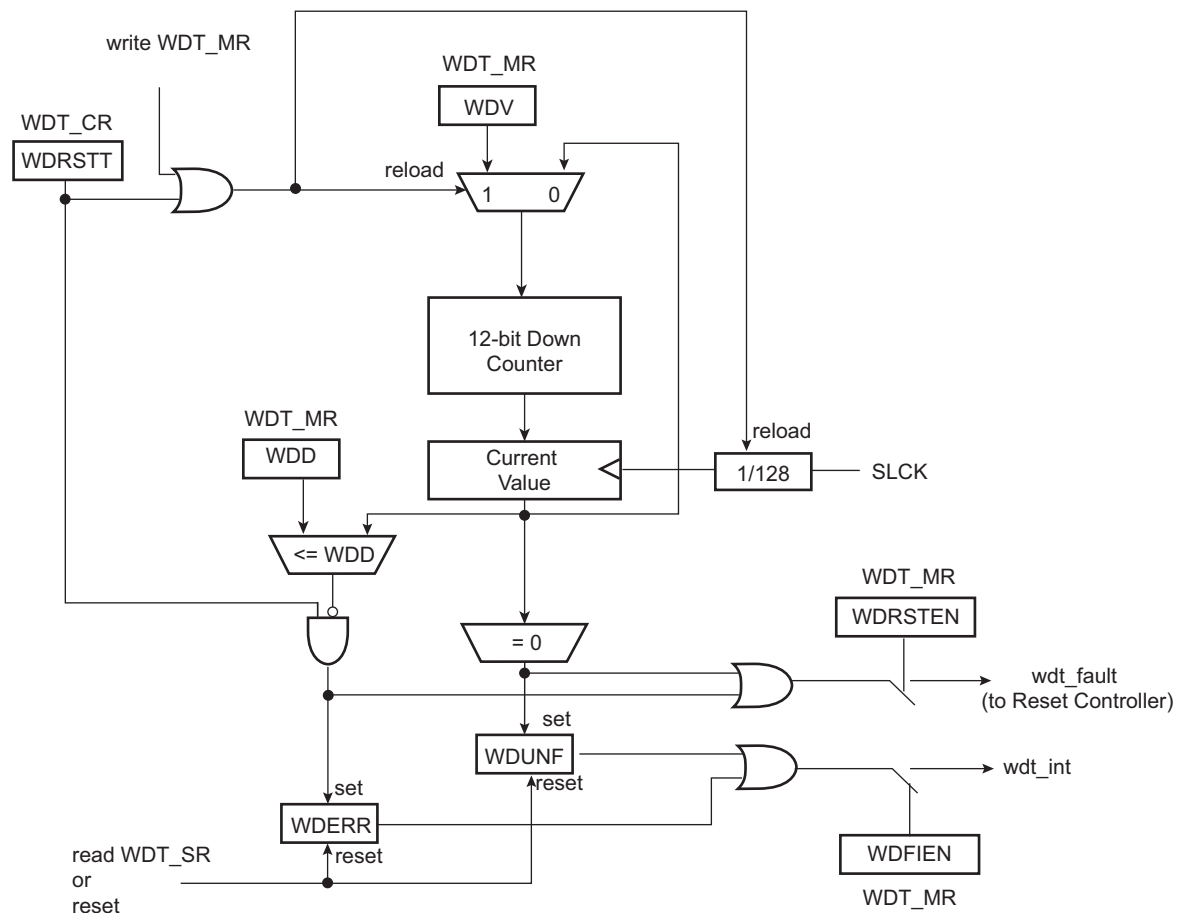 write WDT_MR
WDT_MR
WDV
WDT_CR
WDRSTT
reload
1 0
12-bit Down
Counter
WDT_MR
WDD
reload
Current
Value
1/128
SLCK
<= WDD
WDT_MR
WDRSTEN
= 0
wdt_fault
(to Reset Controller)
set
WDUNF
reset
wdt_int
set
WDERR
reset
WDFIEN
WDT_MR
read WDT_SR
or
reset